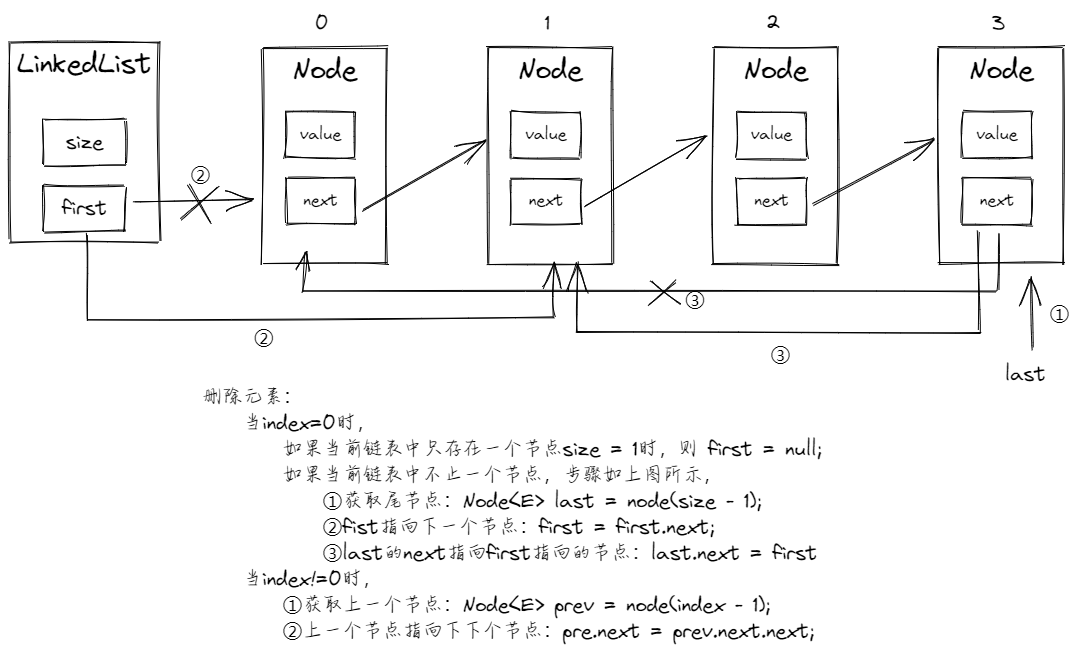 0 1 2 3
LinkedList Node Node Node Node
size value value value value
②
first next next next next
③
② ③ ①
last
删除元素：
当index=0时，
如果当前链表中只存在一个节点size = 1时，则 first = null;
如果当前链表中不止一个节点，步骤如上图所示，
①获取尾节点：Node<E> last = node(size - 1);
②fist指向下一个节点：first = first.next;
③last的next指向first指向的节点：last.next = first
当index!=0时，
①获取上一个节点：Node<E> prev = node(index - 1);
②上一个节点指向下下个节点：pre.next = prev.next.next;